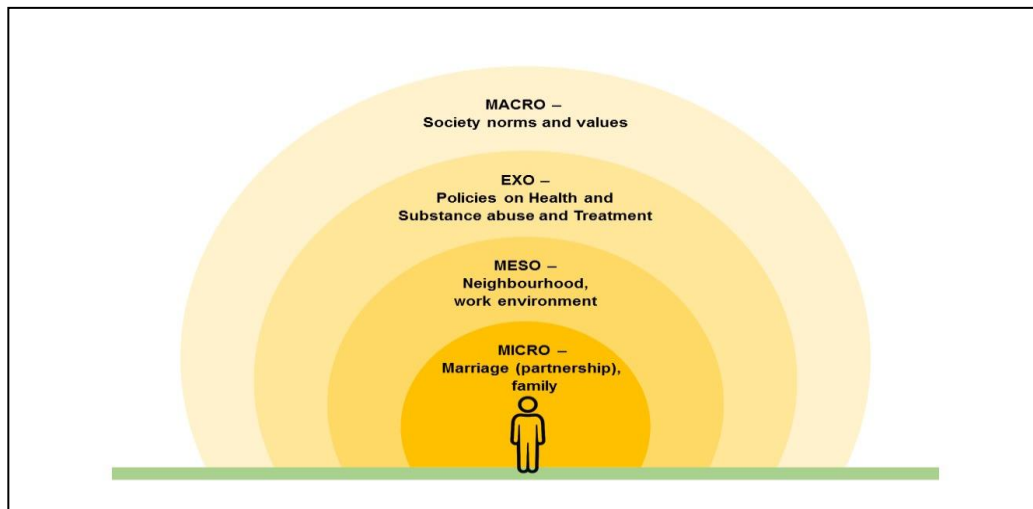 MACRO –
Society norms and values
EXO –
Policies on Health and
Substance abuse and Treatment
MESO –
Neighbourhood,
work environment
MICRO –
Marriage (partnership),
family